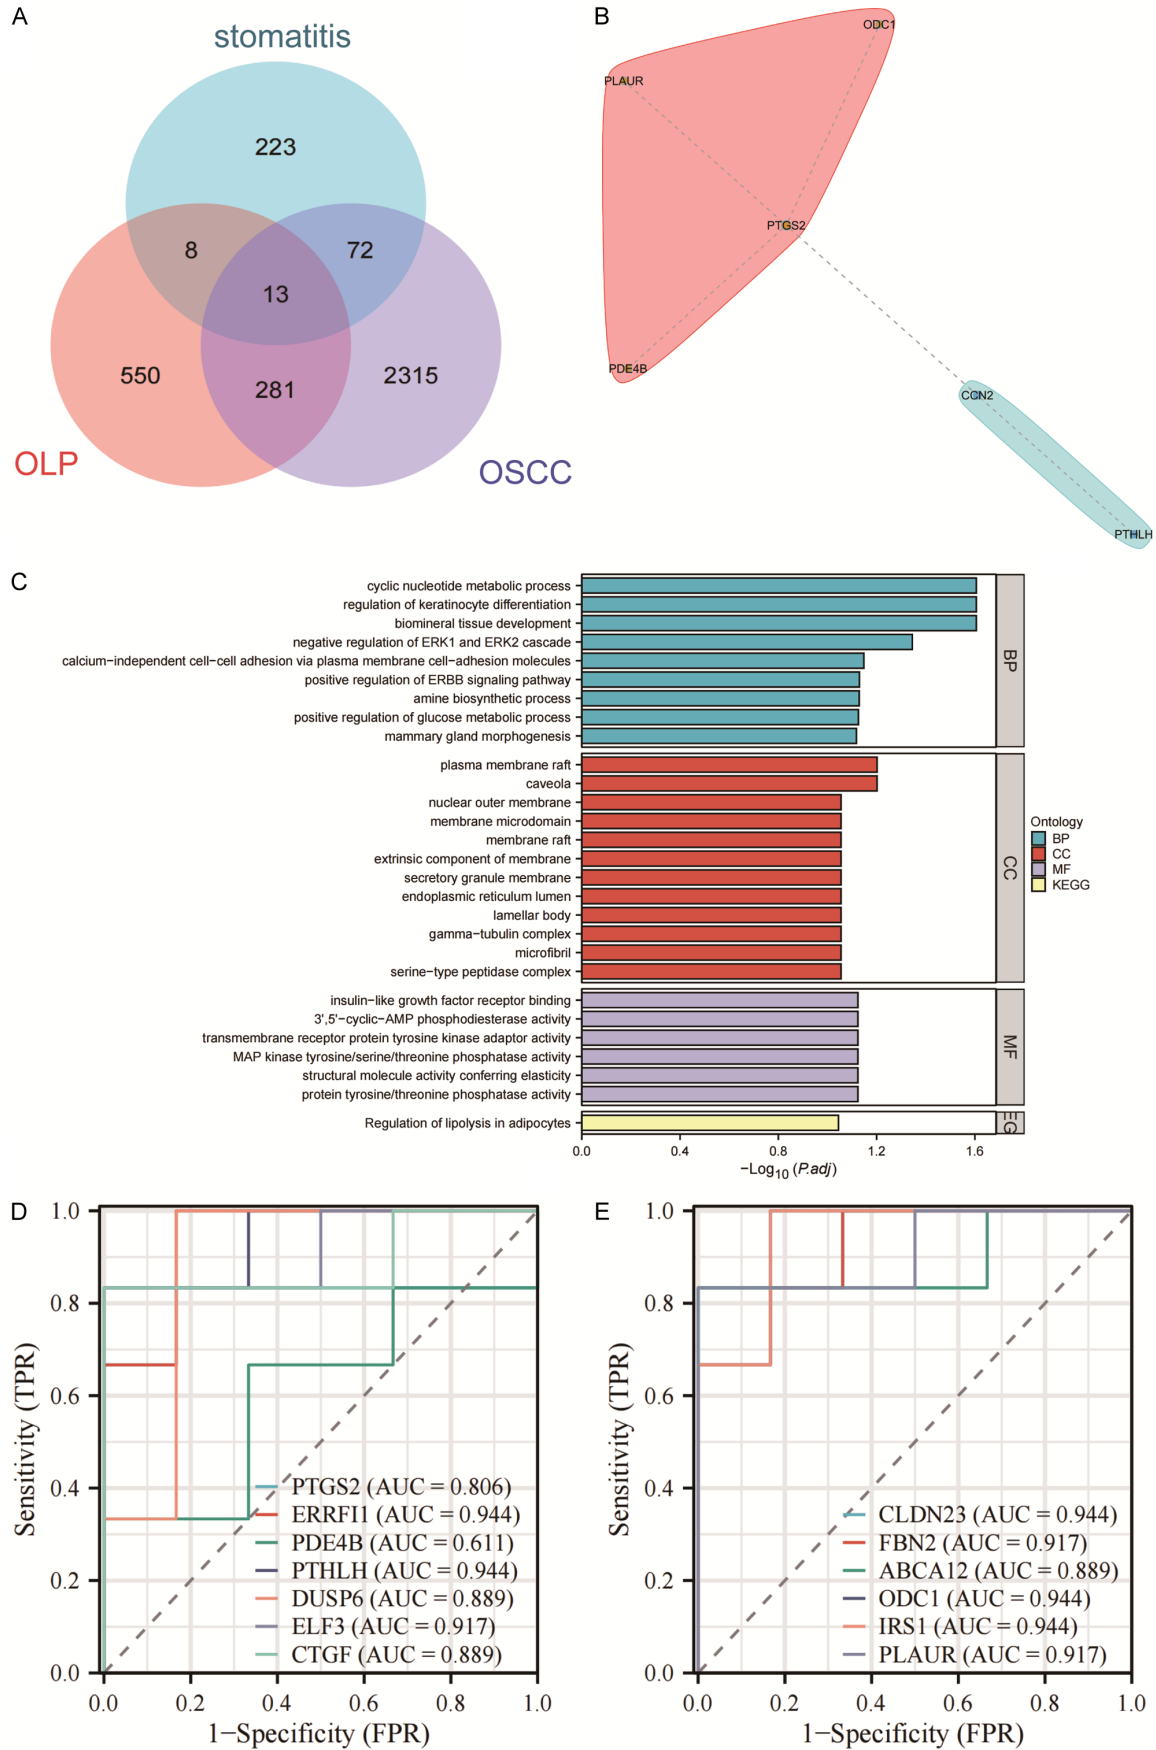 A
stomatitis
223
8
72
13
550
281
2315
OLP
OSCC
B
ODC1
PLAUR
PTGS2
PDE4B
CCN2
PTHLH
C
cyclic nucleotide metabolic process
regulation of keratinocyte differentiation
biomineral tissue development
negative regulation of ERK1 and ERK2 cascade
calcium−independent cell−cell adhesion via plasma membrane cell−adhesion molecules
positive regulation of ERBB signaling pathway
amine biosynthetic process
positive regulation of glucose metabolic process
mammary gland morphogenesis
BP
plasma membrane raft
caveola
nuclear outer membrane
membrane microdomain
membrane raft
extrinsic component of membrane
secretory granule membrane
endoplasmic reticulum lumen
lamellar body
gamma−tubulin complex
microfibril
serine−type peptidase complex
CC
insulin−like growth factor receptor binding
3',5'−cyclic−AMP phosphodiesterase activity
transmembrane receptor protein tyrosine kinase adaptor activity
MAP kinase tyrosine/serine/threonine phosphatase activity
structural molecule activity conferring elasticity
protein tyrosine/threonine phosphatase activity
MF
Regulation of lipolysis in adipocytes
EG
0.0 0.4 0.8 1.2 1.6
−Log10 (P.adj)
Ontology
BP
CC
MF
KEGG
D
1.0
0.8
0.6
0.4
0.2
0.0
Sensitivity (TPR)
PTGS2 (AUC = 0.806)
ERRFI1 (AUC = 0.944)
PDE4B (AUC = 0.611)
PTHLH (AUC = 0.944)
DUSP6 (AUC = 0.889)
ELF3 (AUC = 0.917)
CTGF (AUC = 0.889)
0.0 0.2 0.4 0.6 0.8 1.0
1−Specificity (FPR)
E
1.0
0.8
0.6
0.4
0.2
0.0
Sensitivity (TPR)
CLDN23 (AUC = 0.944)
FBN2 (AUC = 0.917)
ABCA12 (AUC = 0.889)
ODC1 (AUC = 0.944)
IRS1 (AUC = 0.944)
PLAUR (AUC = 0.917)
0.0 0.2 0.4 0.6 0.8 1.0
1−Specificity (FPR)